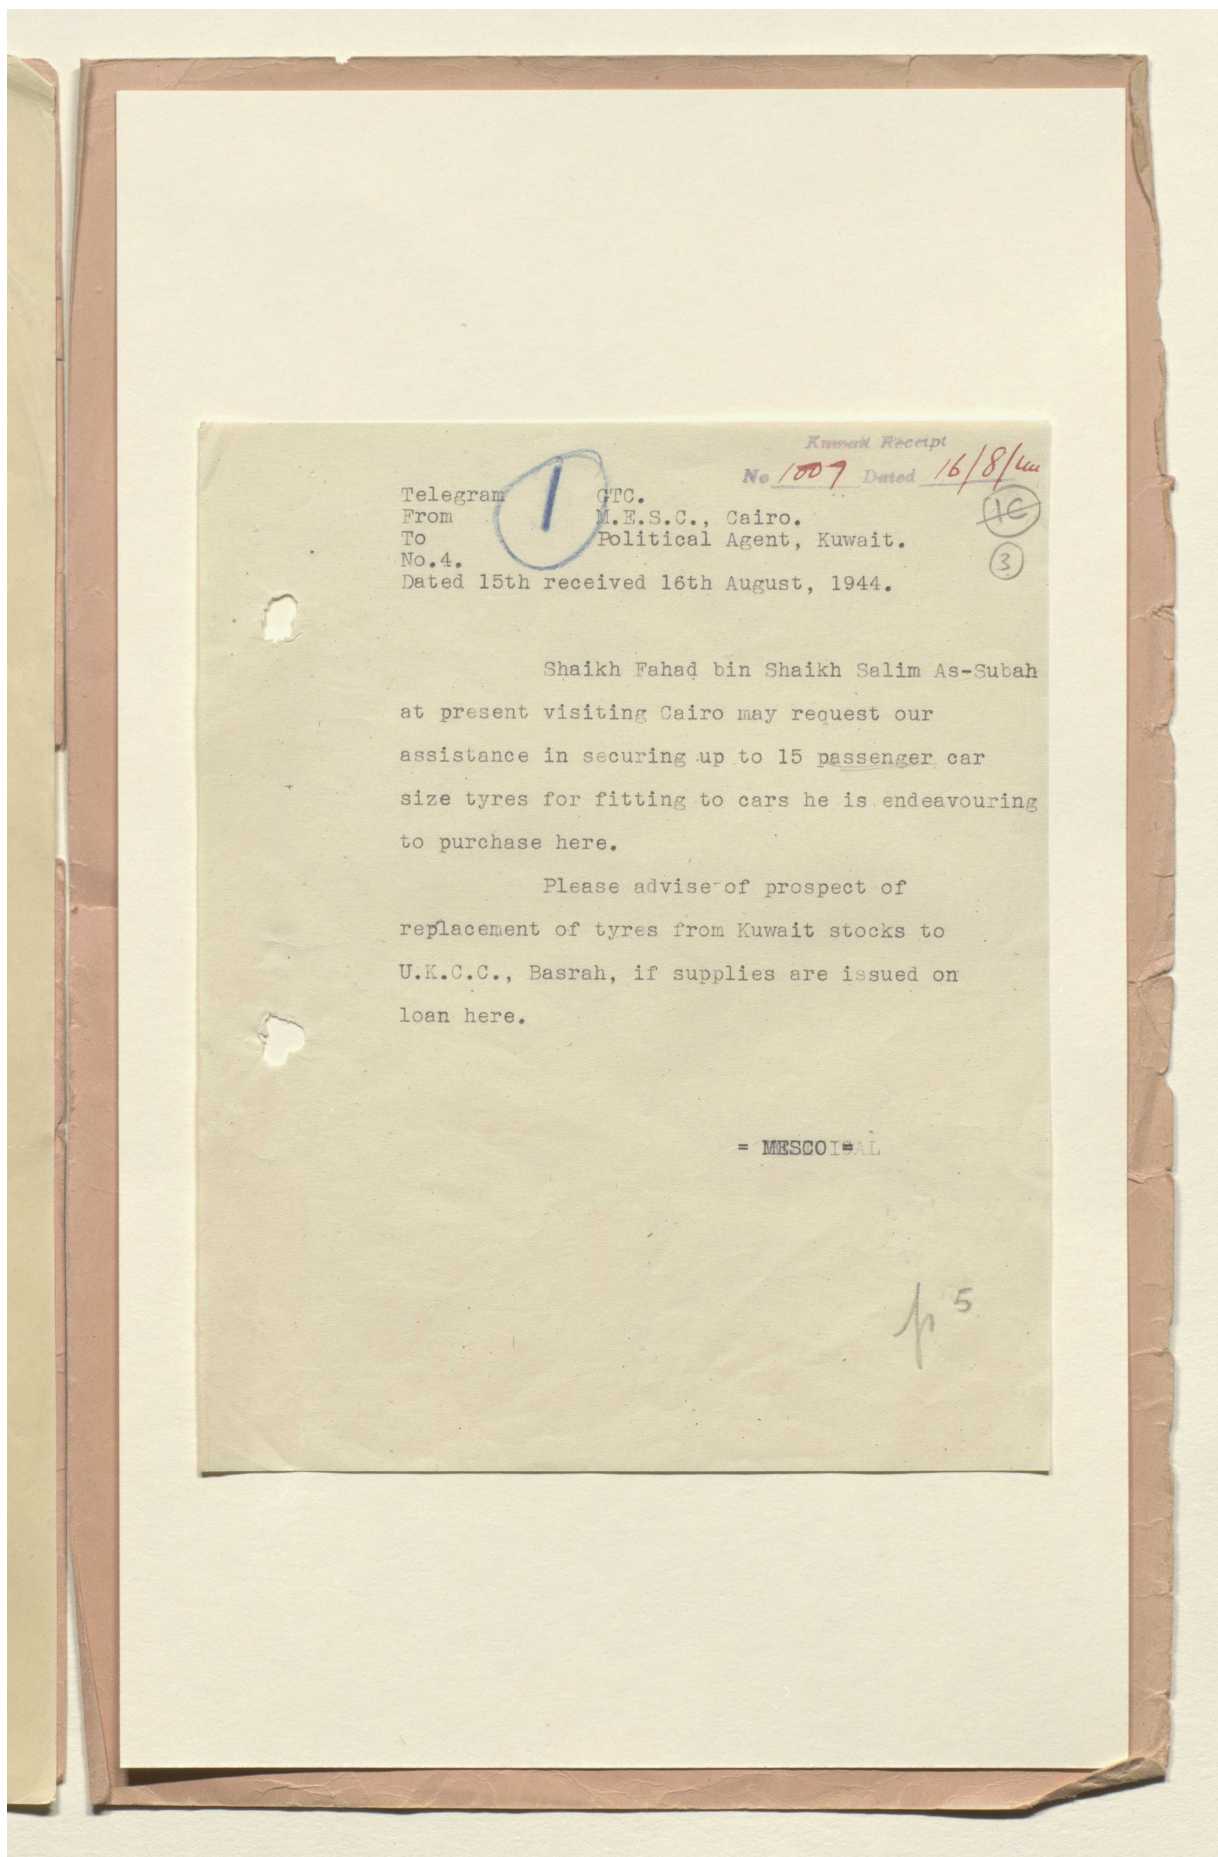 Kuwait Receipt
No 1007 Dated 16/8/44
1
Telegram GTC.
From M.E.S.C., Cairo.
To Political Agent, Kuwait.
No.4.
Dated 15th received 16th August, 1944.
1C
3
Shaikh Fahad bin Shaikh Salim As-Subah
at present visiting Cairo may request our
assistance in securing up to 15 passenger car
size tyres for fitting to cars he is endeavouring
to purchase here.
Please advise of prospect of
replacement of tyres from Kuwait stocks to
U.K.C.C., Basrah, if supplies are issued on
loan here.
= MESCO =
p 5